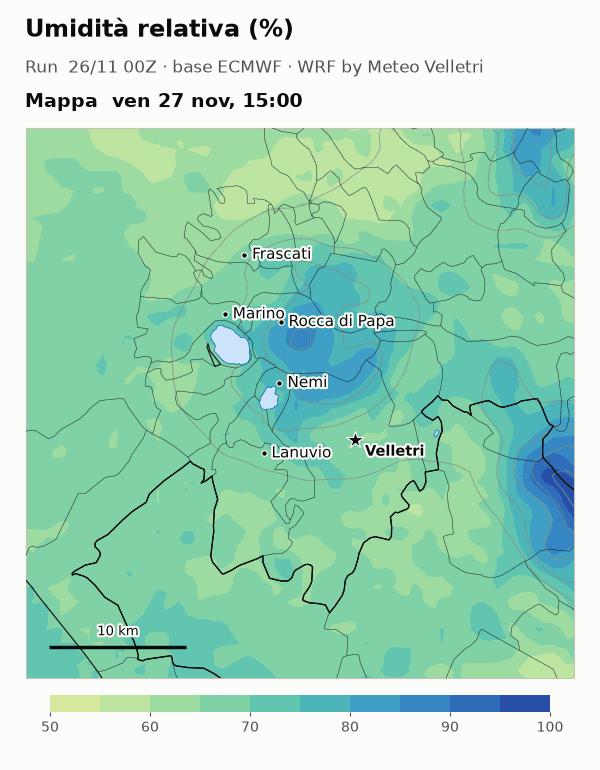 Umidità relativa (%)
Run  26/11 00Z · base ECMWF · WRF by Meteo Velletri
Mappa  ven 27 nov, 15:00
Frascati
Marino
Rocca di Papa
Nemi
Velletri
Lanuvio
10 km
50 60 70 80 90 100